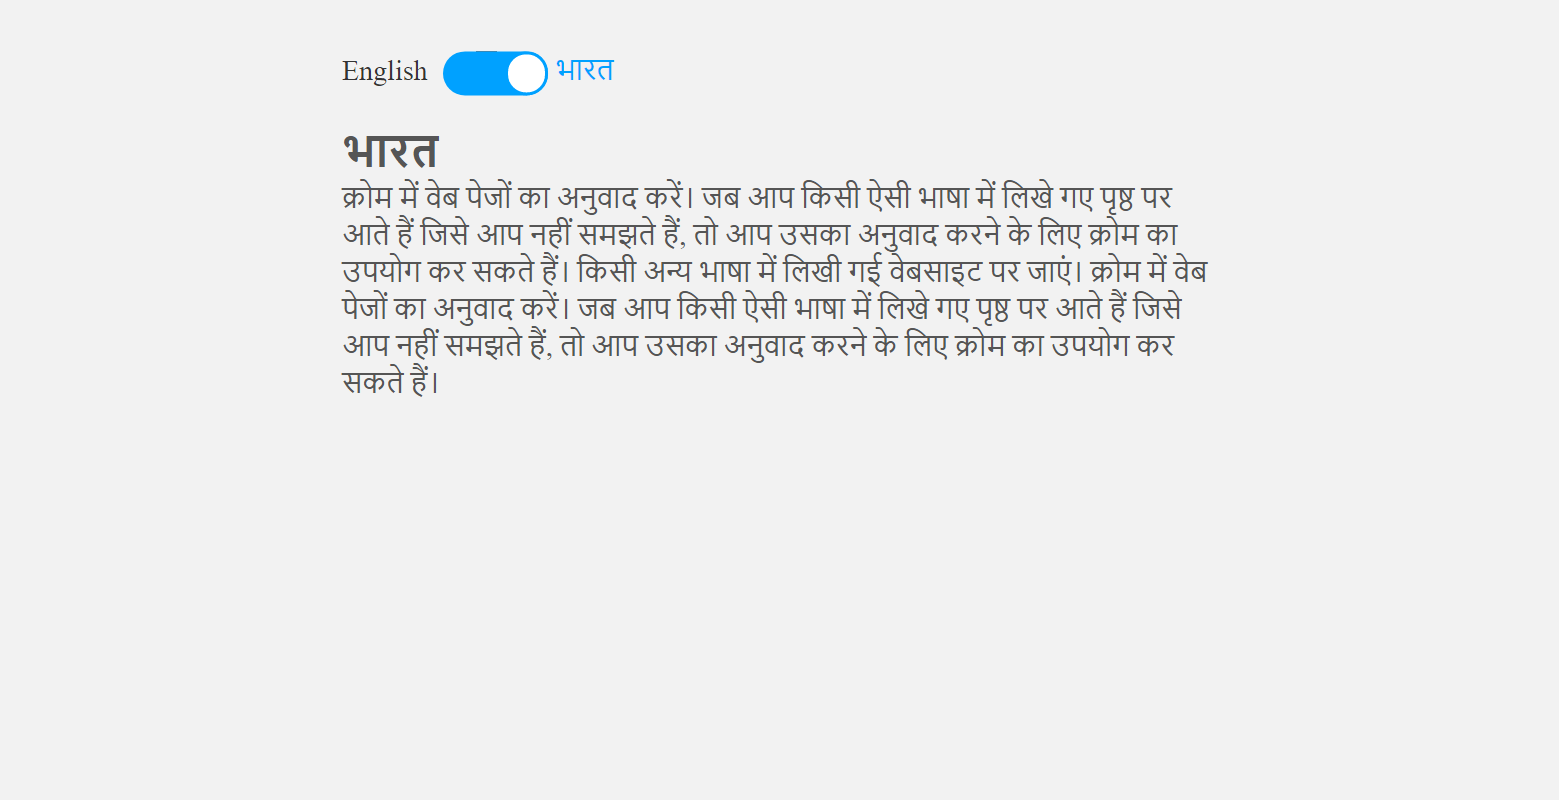 English भारत
भारत
क्रोम में वेब पेजों का अनुवाद करें। जब आप किसी ऐसी भाषा में लिखे गए पृष्ठ पर
आते हैं जिसे आप नहीं समझते हैं, तो आप उसका अनुवाद करने के लिए क्रोम का
उपयोग कर सकते हैं। किसी अन्य भाषा में लिखी गई वेबसाइट पर जाएं। क्रोम में वेब
पेजों का अनुवाद करें। जब आप किसी ऐसी भाषा में लिखे गए पृष्ठ पर आते हैं जिसे
आप नहीं समझते हैं, तो आप उसका अनुवाद करने के लिए क्रोम का उपयोग कर
सकते हैं।